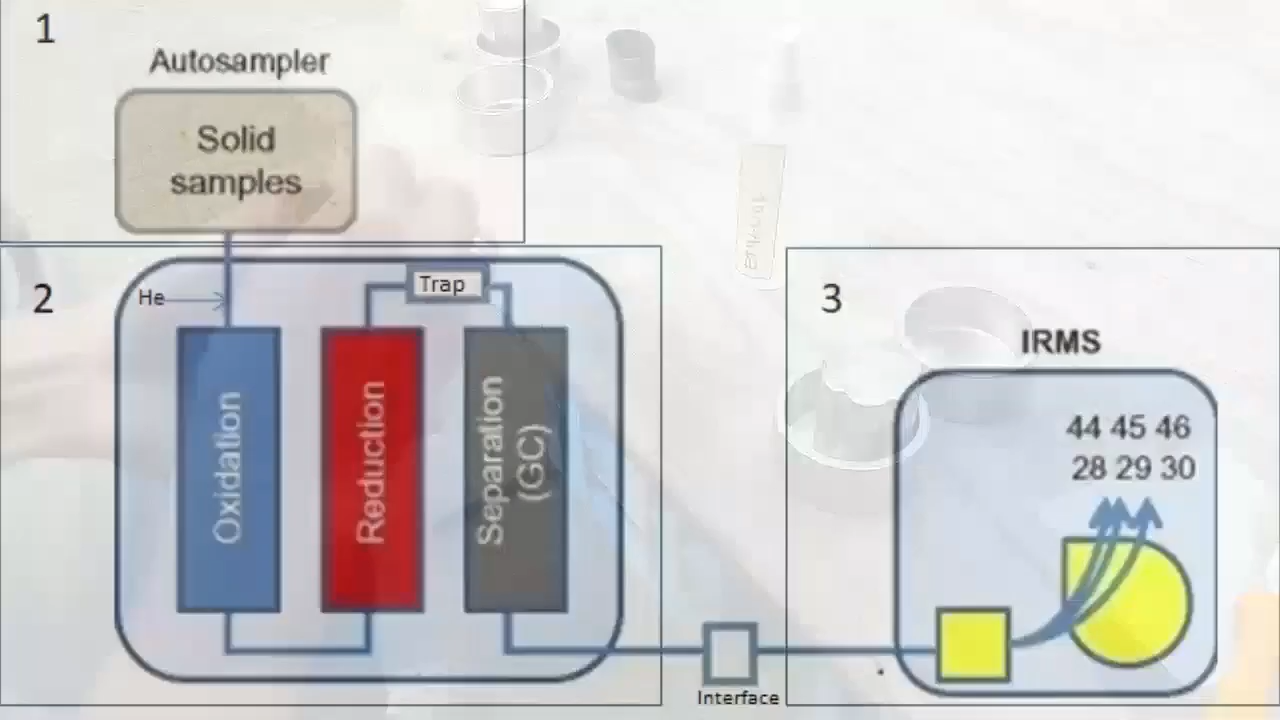 1
Autosampler
Solid
samples
2
He
Trap
Oxidation
Reduction
Separation
(GC)
Interface
3
IRMS
44 45 46
28 29 30